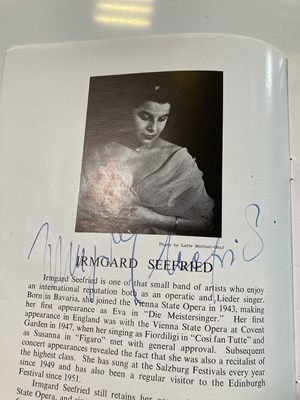 Photo by Lotte Meitner-Graf
IRMGARD SEEFRIED
Irmgard Seefried is one of that small band of artists who enjoy
an international reputation both as an operatic and Lieder singer.
Born in Bavaria, she joined the Vienna State Opera in 1943, making
her first appearance as Eva in "Die Meistersinger." Her first
appearance in England was with the Vienna State Opera at Covent
Garden in 1947, when her singing as Fiordiligi in "Cosi fan Tutte" and
as Susanna in "Figaro" met with general approval. Subsequent
concert appearances revealed the fact that she was also a recitalist of
the highest class. She has sung at the Salzburg Festivals every year
since 1949 and has also been a regular visitor to the Edinburgh
Festival since 1951.
Irmgard Seefried still retains her
State Opera, and